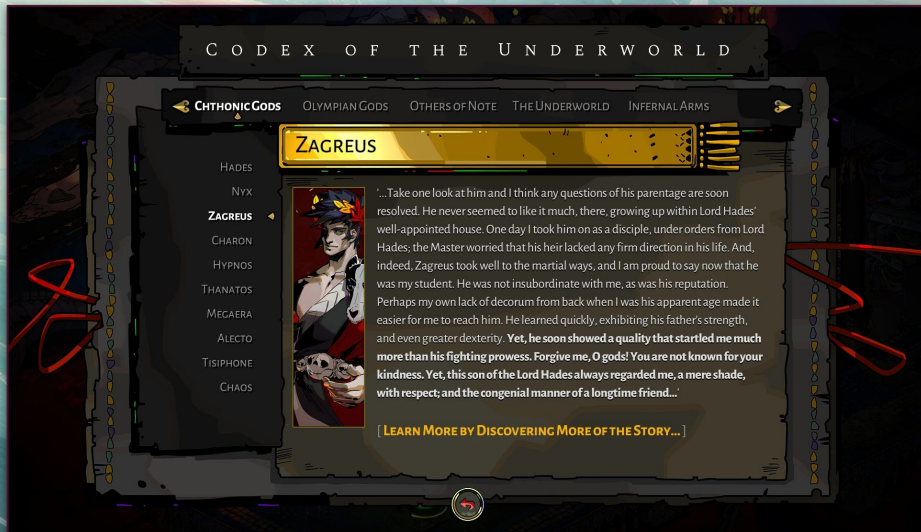 CODEX OF THE UNDERWORLD
CHTHONIC GODS
OLYMPIAN GODS
OTHERS OF NOTE
THE UNDERWORLD
INFERNAL ARMS
HADES
NYX
ZAGREUS
CHARON
HYPNOS
THANATOS
MEGAERA
ALECTO
TISIPHONE
CHAOS
ZAGREUS
'...Take one look at him and I think any questions of his parentage are soon
resolved. He never seemed to like it much, there, growing up within Lord Hades'
well-appointed house. One day I took him on as a disciple, under orders from Lord
Hades; the Master worried that his heir lacked any firm direction in his life. And,
indeed, Zagreus took well to the martial ways, and I am proud to say now that he
was my student. He was not insubordinate with me, as was his reputation.
Perhaps my own lack of decorum from back when I was his apparent age made it
easier for me to reach him. He learned quickly, exhibiting his father's strength,
and even greater dexterity. Yet, he soon showed a quality that startled me much
more than his fighting prowess. Forgive me, O gods! You are not known for your
kindness. Yet, this son of the Lord Hades always regarded me, a mere shade,
with respect; and the congenial manner of a longtime friend...'
[ LEARN MORE BY DISCOVERING MORE OF THE STORY... ]